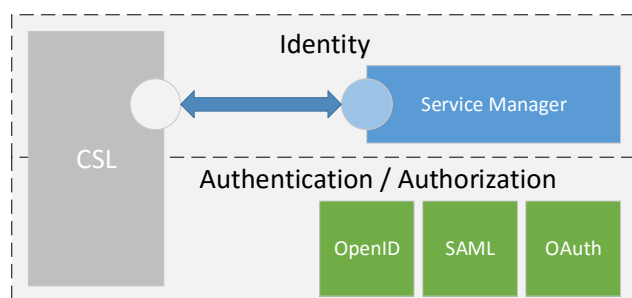 Identity
Service Manager
CSL
Authentication / Authorization
OpenID
SAML
OAuth